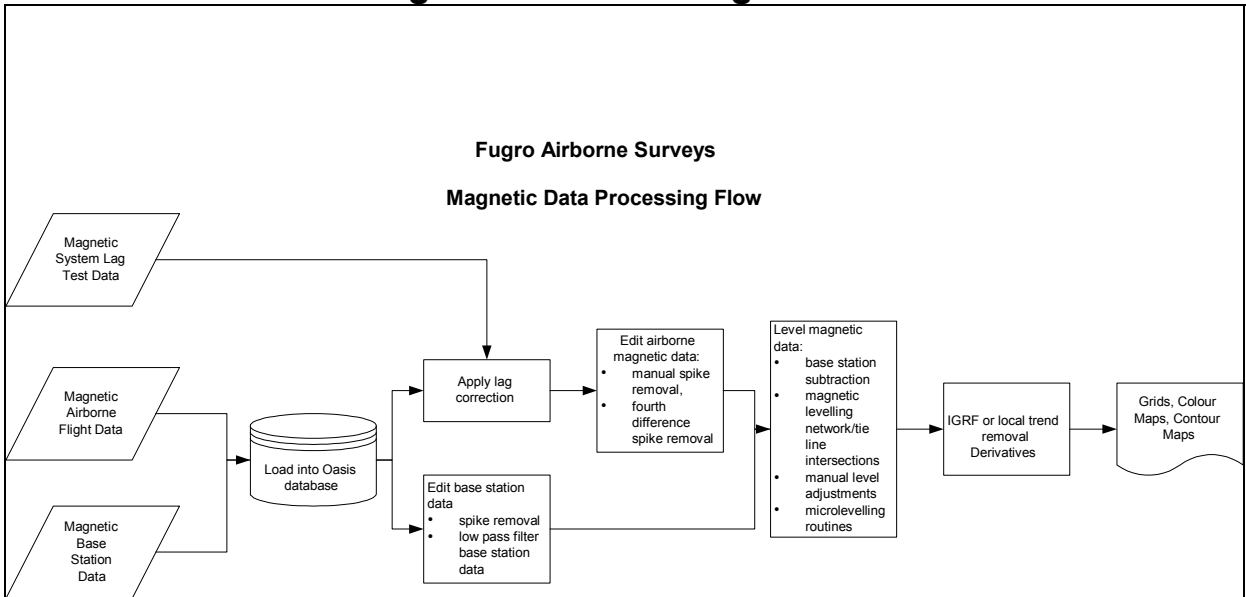 Fugro Airborne Surveys
Magnetic Data Processing Flow
Magnetic
System Lag
Test Data
Magnetic
Airborne
Flight Data
Magnetic
Base
Station
Data
Load into Oasis
database
Apply lag
correction
Edit base station
data
• spike removal
• low pass filter
base station
data
Edit airborne
magnetic data:
• manual spike
removal,
• fourth
difference
spike removal
Level magnetic
data:
• base station
subtraction
• magnetic
levelling
network/tie
line
intersections
• manual level
adjustments
• microlevelling
routines
IGRF or local trend
removal
Derivatives
Grids, Colour
Maps, Contour
Maps